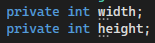 private int width;
private int height;